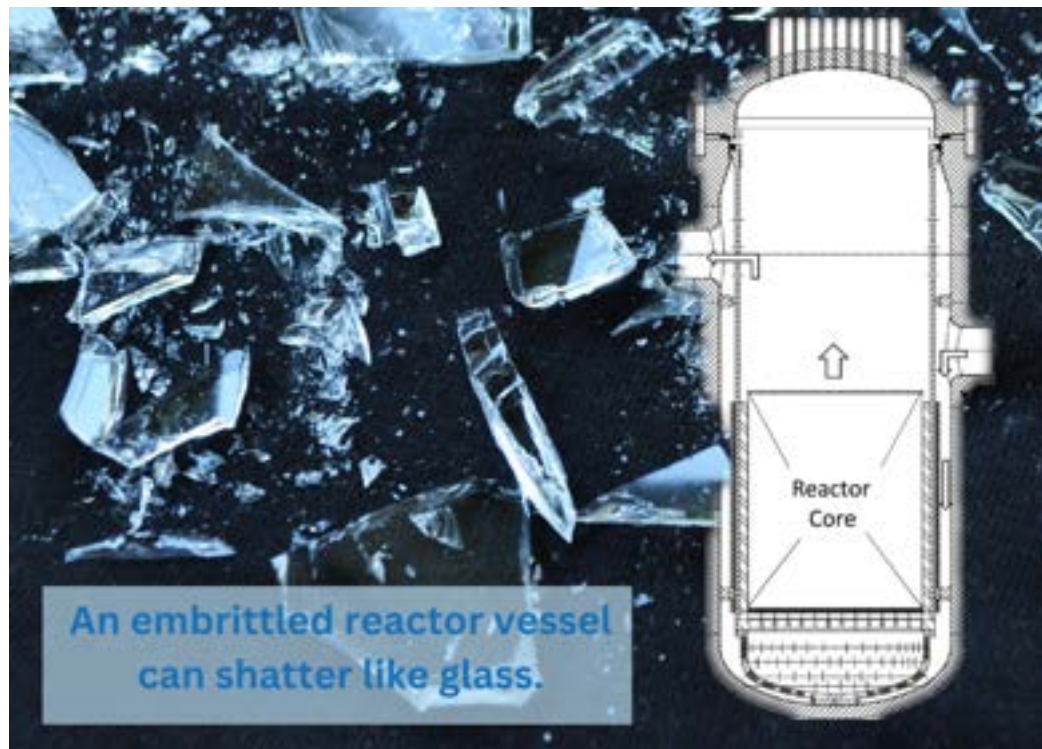 Reactor
Core
An embrittled reactor vessel
can shatter like glass.